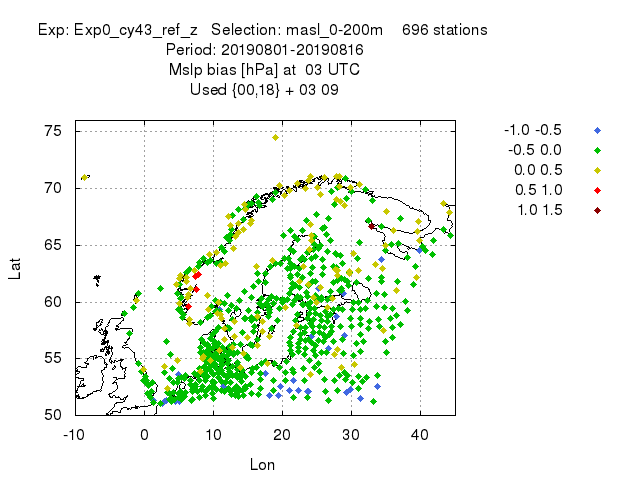 Exp: Exp0_cy43_ref_z   Selection: masl_0-200m    696 stations
Period: 20190801-20190816
Mslp bias [hPa] at  03 UTC
Used {00,18} + 03 09
-1.0 -0.5
-0.5 0.0
0.0 0.5
0.5 1.0
1.0 1.5
75
70
65
60
55
50
Lat
-10 0 10 20 30 40
Lon